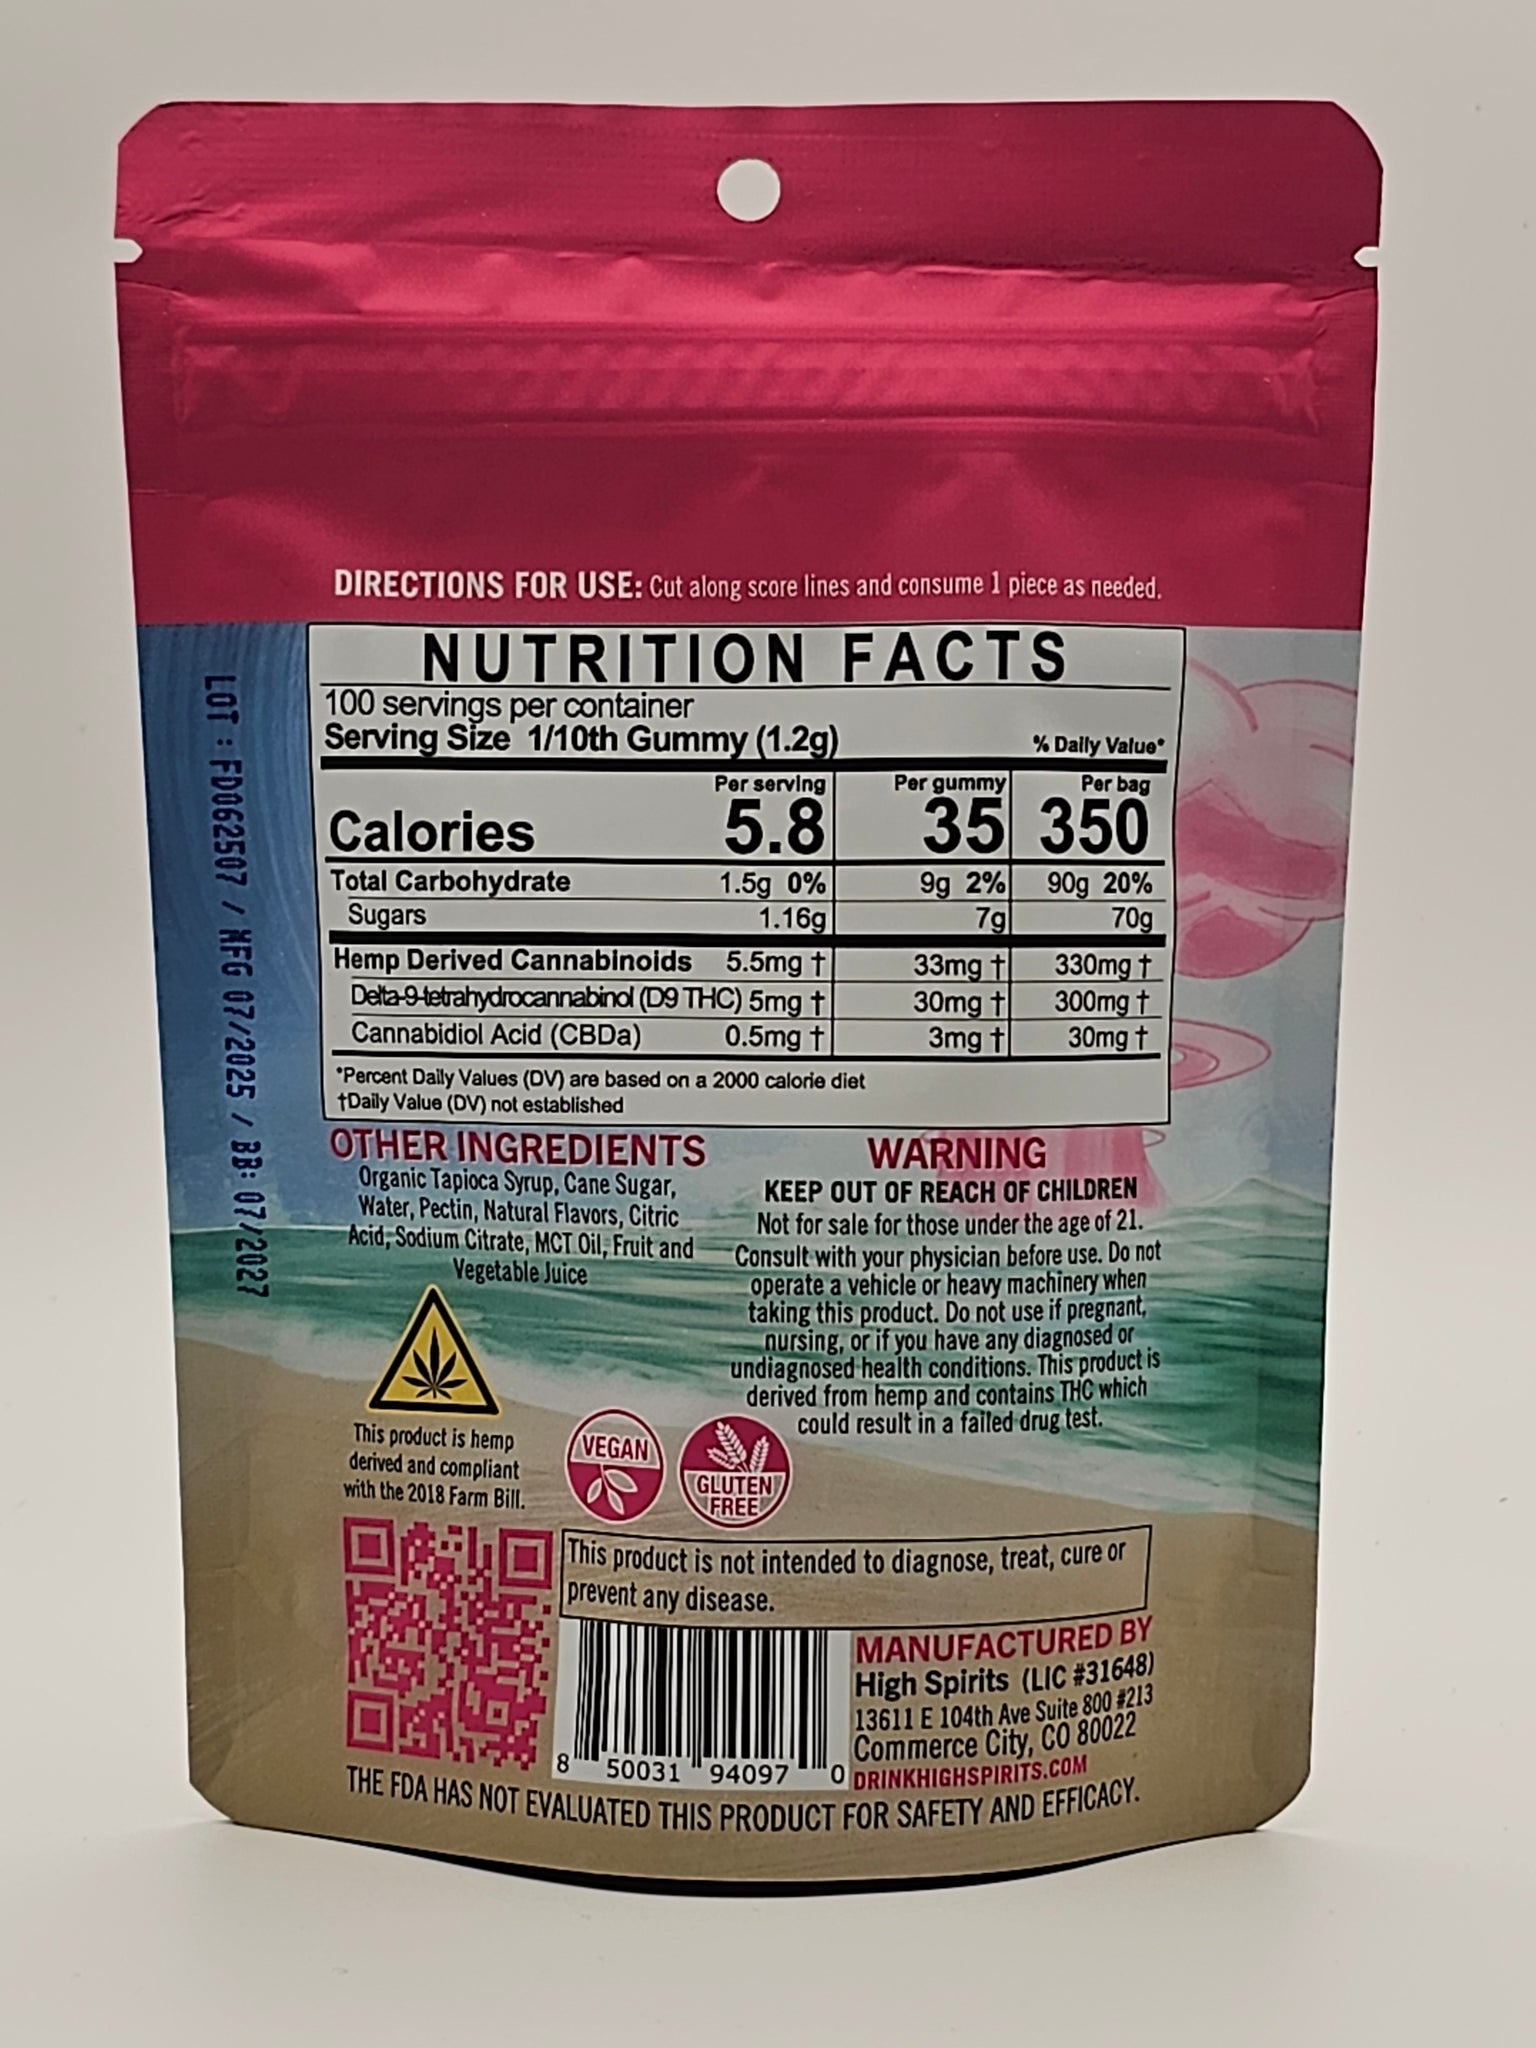 DIRECTIONS FOR USE: Cut along score lines and consume 1 piece as needed.
NUTRITION FACTS
100 servings per container
Serving Size 1/10th Gummy (1.2g)
% Daily Value*
Per serving Per gummy Per bag
Calories 5.8 35 350
Total Carbohydrate 1.5g 0% 9g 2% 90g 20%
Sugars 1.16g 7g 70g
Hemp Derived Cannabinoids 5.5mg † 33mg † 330mg †
Delta-9-tetrahydrocannabinol (D9 THC) 5mg † 30mg † 300mg †
Cannabidiol Acid (CBDa) 0.5mg † 3mg † 30mg †
*Percent Daily Values (DV) are based on a 2000 calorie diet
†Daily Value (DV) not established
LOT : FD062507 / MFG 07/2025 / BB: 07/2027
OTHER INGREDIENTS
Organic Tapioca Syrup, Cane Sugar,
Water, Pectin, Natural Flavors, Citric
Acid, Sodium Citrate, MCT Oil, Fruit and
Vegetable Juice
WARNING
KEEP OUT OF REACH OF CHILDREN
Not for sale for those under the age of 21.
Consult with your physician before use. Do not
operate a vehicle or heavy machinery when
taking this product. Do not use if pregnant,
nursing, or if you have any diagnosed or
undiagnosed health conditions. This product is
derived from hemp and contains THC which
could result in a failed drug test.
This product is hemp
derived and compliant
with the 2018 Farm Bill.
VEGAN
GLUTEN
FREE
This product is not intended to diagnose, treat, cure or
prevent any disease.
8 50031 94097 0
MANUFACTURED BY
High Spirits (LIC #31648)
13611 E 104th Ave Suite 800 #213
Commerce City, CO 80022
DRINKHIGHSPIRITS.COM
THE FDA HAS NOT EVALUATED THIS PRODUCT FOR SAFETY AND EFFICACY.